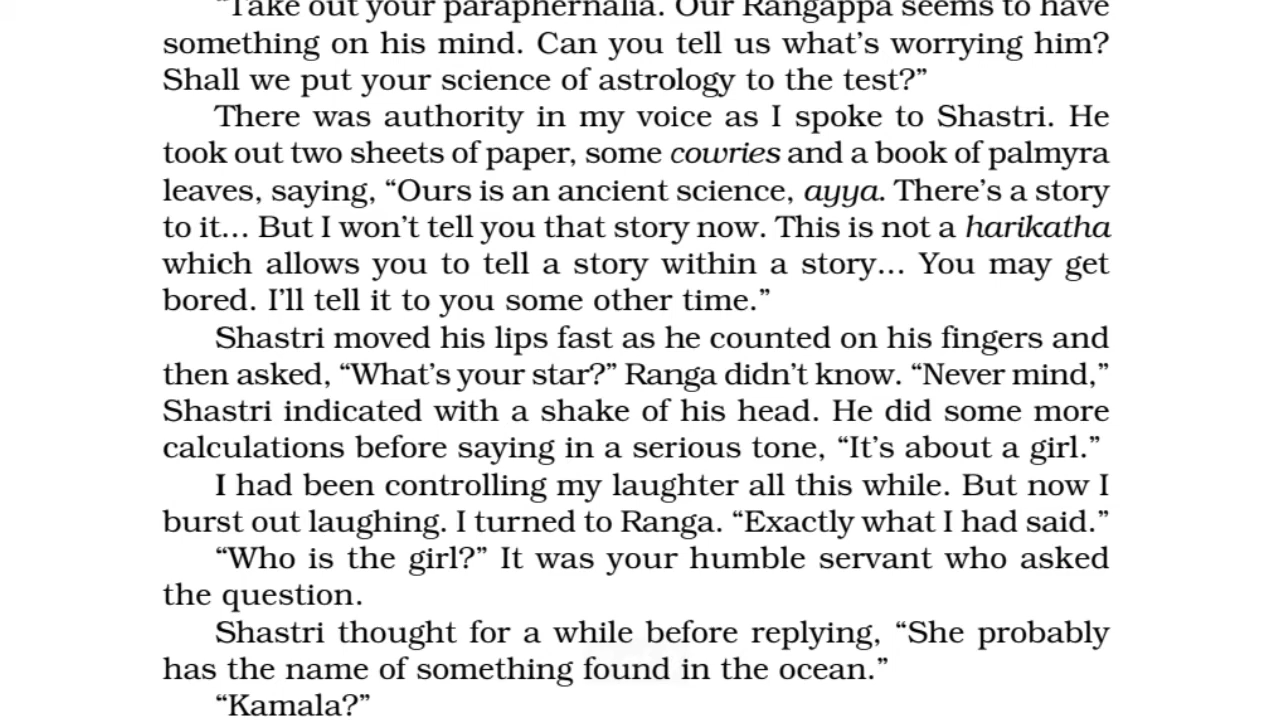 “Take out your paraphernalia. Our Rangappa seems to have
something on his mind. Can you tell us what’s worrying him?
Shall we put your science of astrology to the test?”
There was authority in my voice as I spoke to Shastri. He
took out two sheets of paper, some cowries and a book of palmyra
leaves, saying, “Ours is an ancient science, ayya. There’s a story
to it... But I won’t tell you that story now. This is not a harikatha
which allows you to tell a story within a story... You may get
bored. I’ll tell it to you some other time.”
Shastri moved his lips fast as he counted on his fingers and
then asked, “What’s your star?” Ranga didn’t know. “Never mind,”
Shastri indicated with a shake of his head. He did some more
calculations before saying in a serious tone, “It’s about a girl.”
I had been controlling my laughter all this while. But now I
burst out laughing. I turned to Ranga. “Exactly what I had said.”
“Who is the girl?” It was your humble servant who asked
the question.
Shastri thought for a while before replying, “She probably
has the name of something found in the ocean.”
“Kamala?”